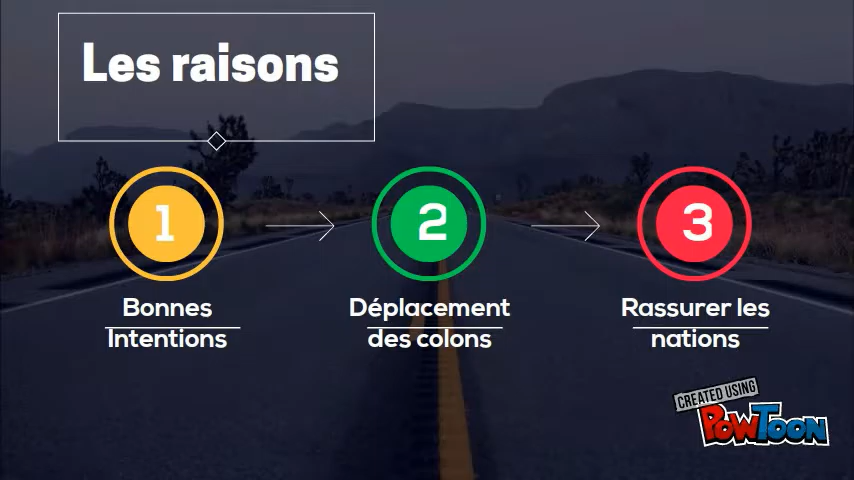 Les raisons
1
2
3
Bonnes
Intentions
Déplacement
des colons
Rassurer les
nations
CREATED USING
POWTOON